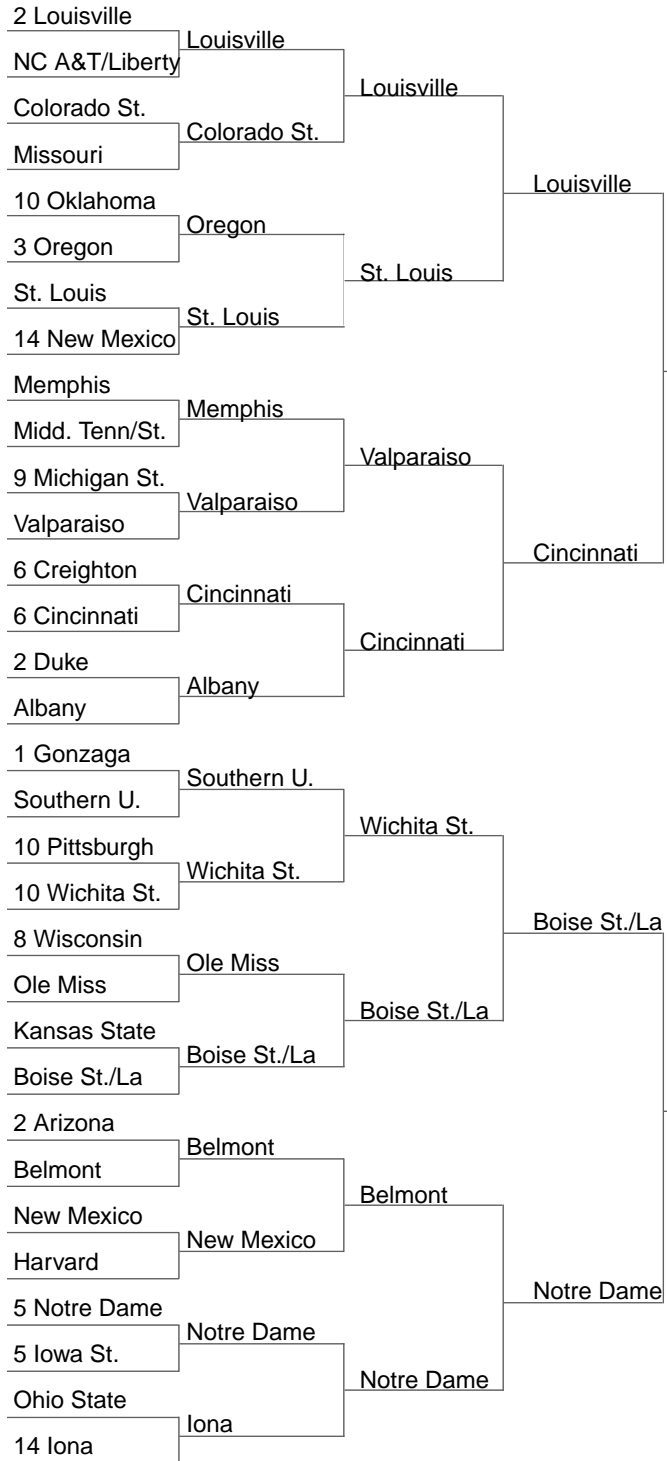 2 Louisville
Louisville
NC A&T/Liberty
Louisville
Colorado St.
Colorado St.
Missouri
Louisville
10 Oklahoma
Oregon
3 Oregon
St. Louis
St. Louis
St. Louis
14 New Mexico
Memphis
Memphis
Midd. Tenn/St.
Valparaiso
9 Michigan St.
Valparaiso
Valparaiso
Cincinnati
6 Creighton
Cincinnati
6 Cincinnati
Cincinnati
2 Duke
Albany
Albany
1 Gonzaga
Southern U.
Southern U.
Wichita St.
10 Pittsburgh
Wichita St.
10 Wichita St.
Boise St./La
8 Wisconsin
Ole Miss
Ole Miss
Boise St./La
Kansas State
Boise St./La
Boise St./La
2 Arizona
Belmont
Belmont
Belmont
New Mexico
New Mexico
Harvard
Notre Dame
5 Notre Dame
Notre Dame
5 Iowa St.
Notre Dame
Ohio State
Iona
14 Iona